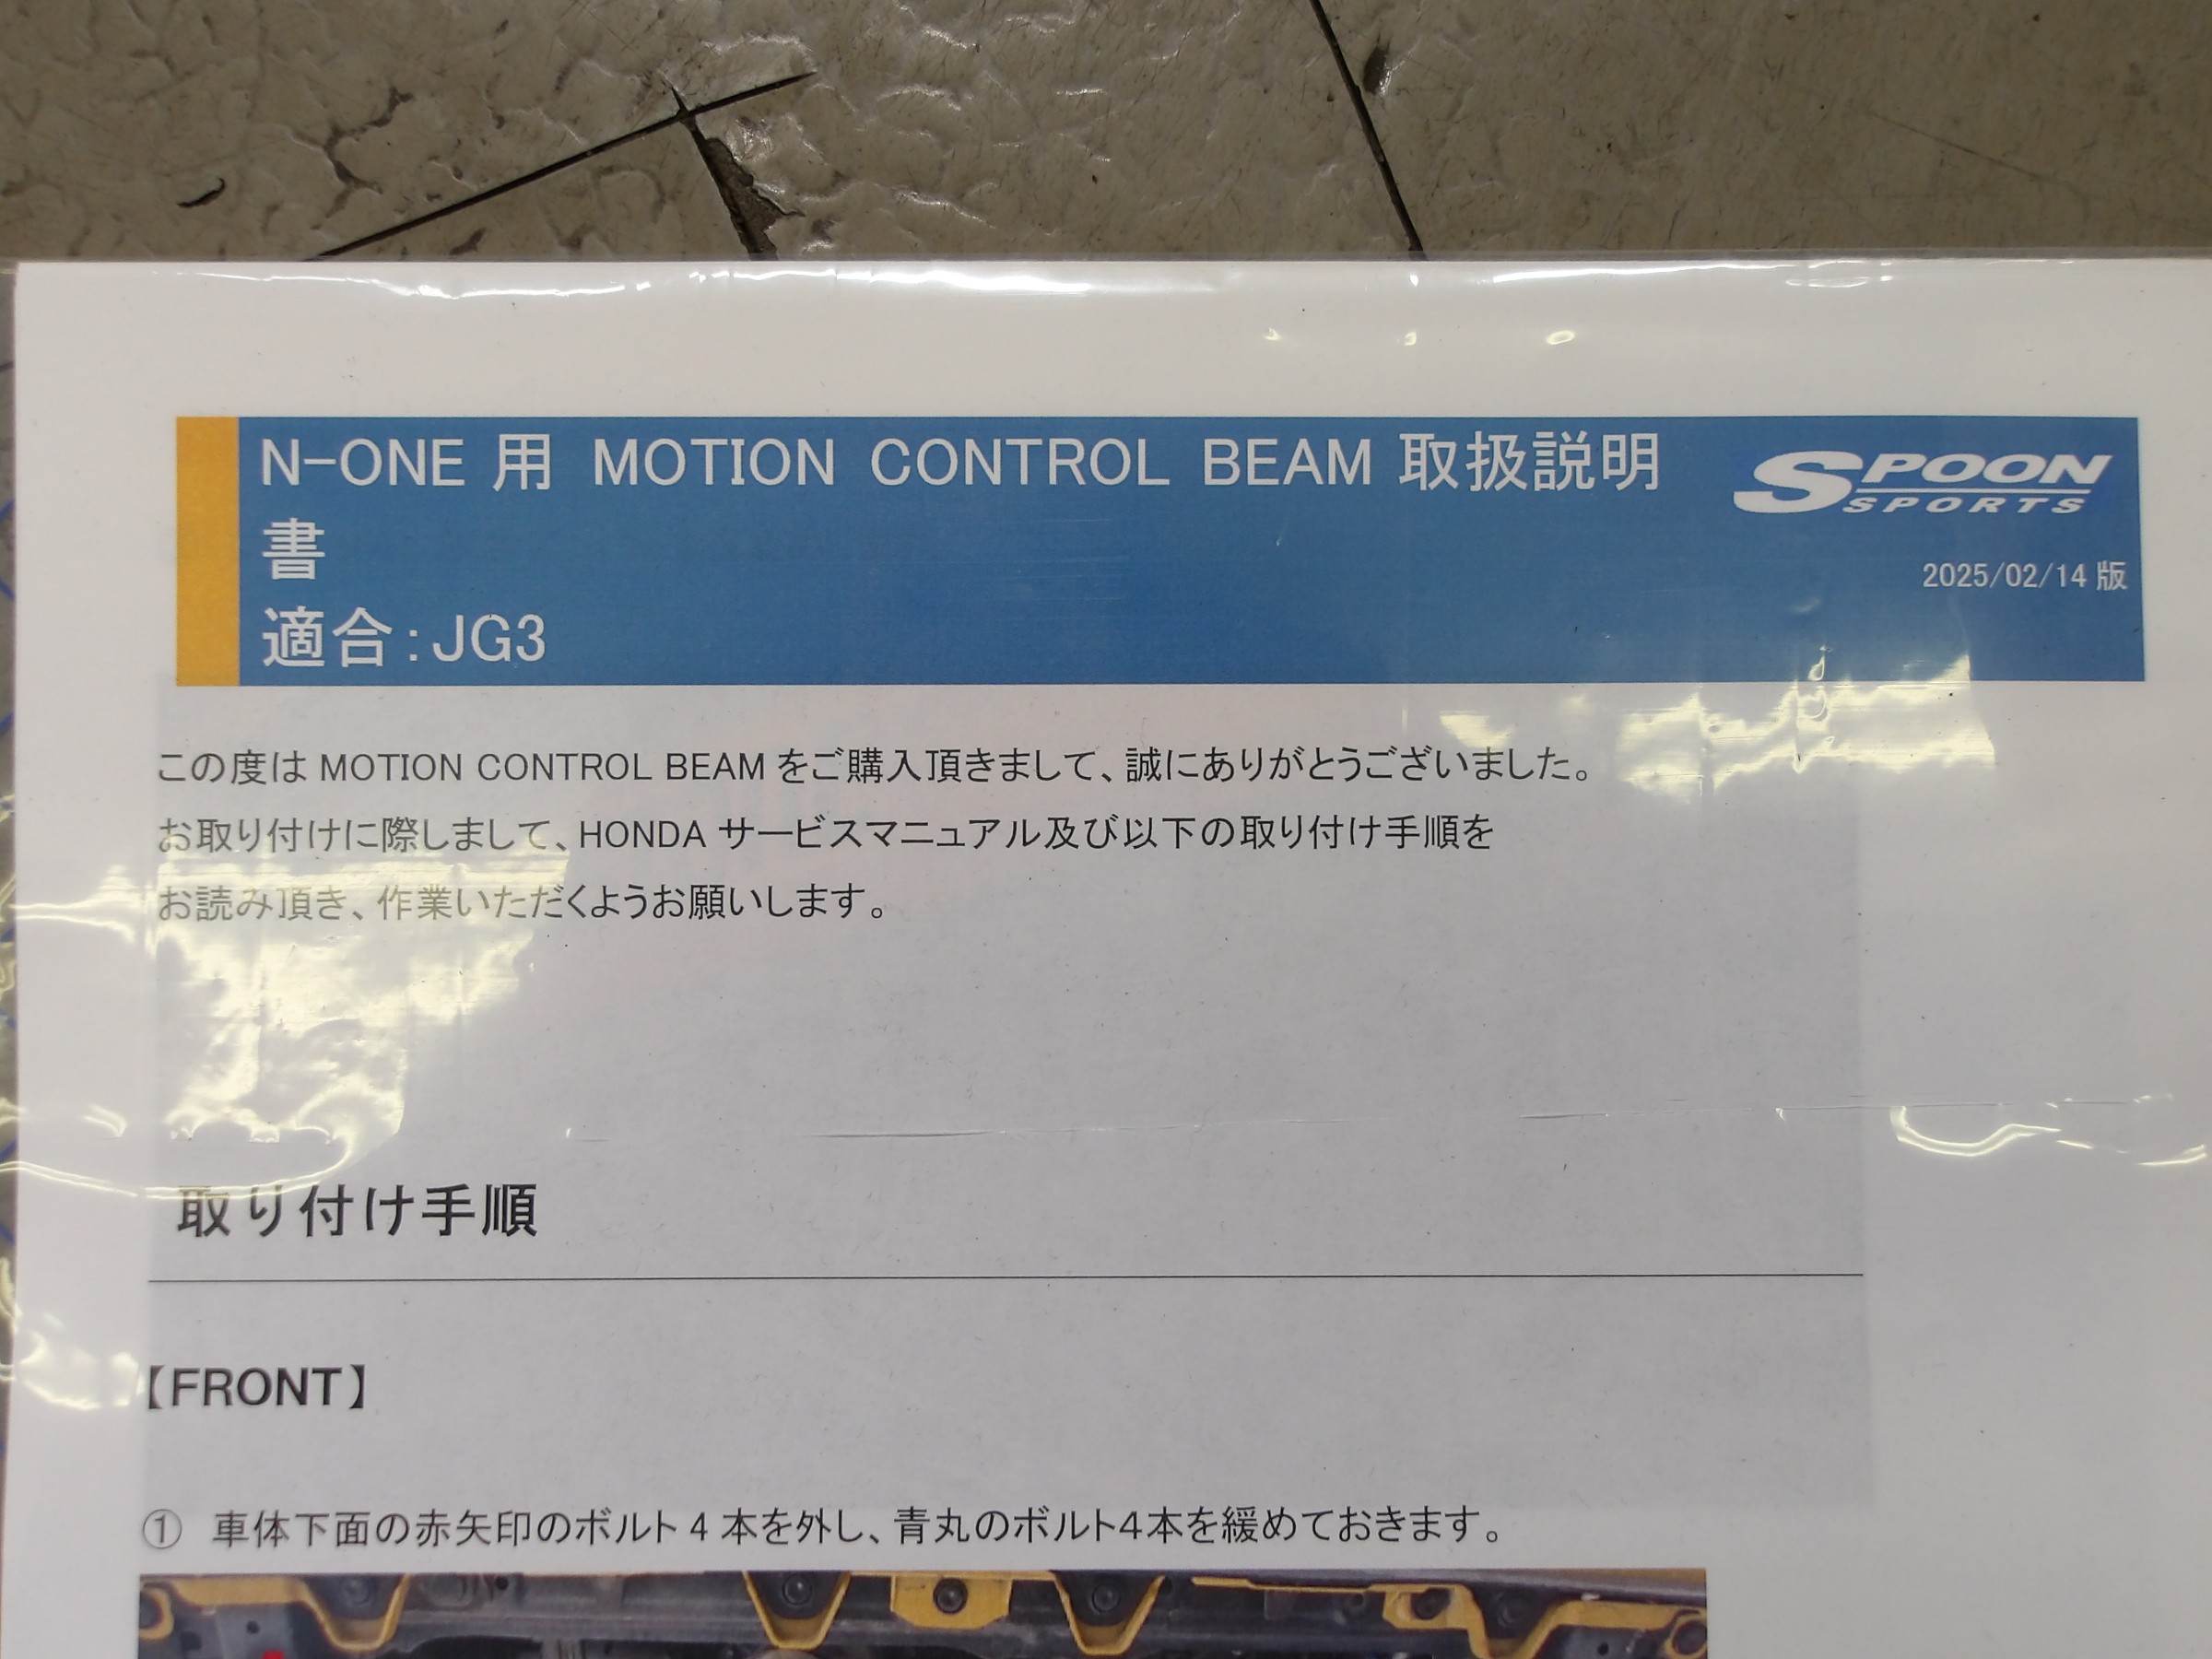 N-ONE 用 MOTION CONTROL BEAM 取扱説明
書
適合：JG3
SPOON
SPORTS
2025/02/14 版
この度は MOTION CONTROL BEAM をご購入頂きまして、誠にありがとうございました。
お取り付けに際しまして、HONDA サービスマニュアル及び以下の取り付け手順を
お読み頂き、作業いただくようお願いします。
取り付け手順
【FRONT】
① 車体下面の赤矢印のボルト 4 本を外し、青丸のボルト4本を緩めておきます。